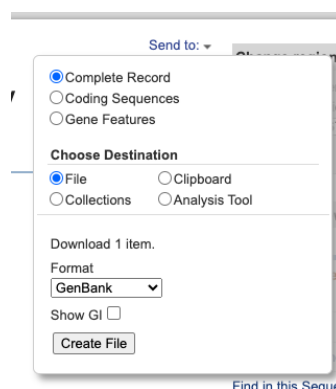 Send to:
Complete Record
Coding Sequences
Gene Features
Choose Destination
File Clipboard
Collections Analysis Tool
Download 1 item.
Format
GenBank
Show GI
Create File
Find in this Seque